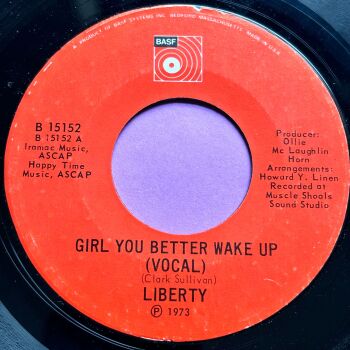 A PRODUCT OF BASF SYSTEMS INC BEDFORD MASSACHUSETTS MADE IN U.S.A.
BASF
B 15152
B 15152 A
Iramac Music,
ASCAP
Happy Time
Music, ASCAP
Producer:
Ollie
Mc Laughlin
Horn
Arrangements:
Howard Y. Linen
Recorded at
Muscle Shoals
Sound Studio
GIRL YOU BETTER WAKE UP
(VOCAL)
(Clark Sullivan)
LIBERTY
Ⓟ 1973